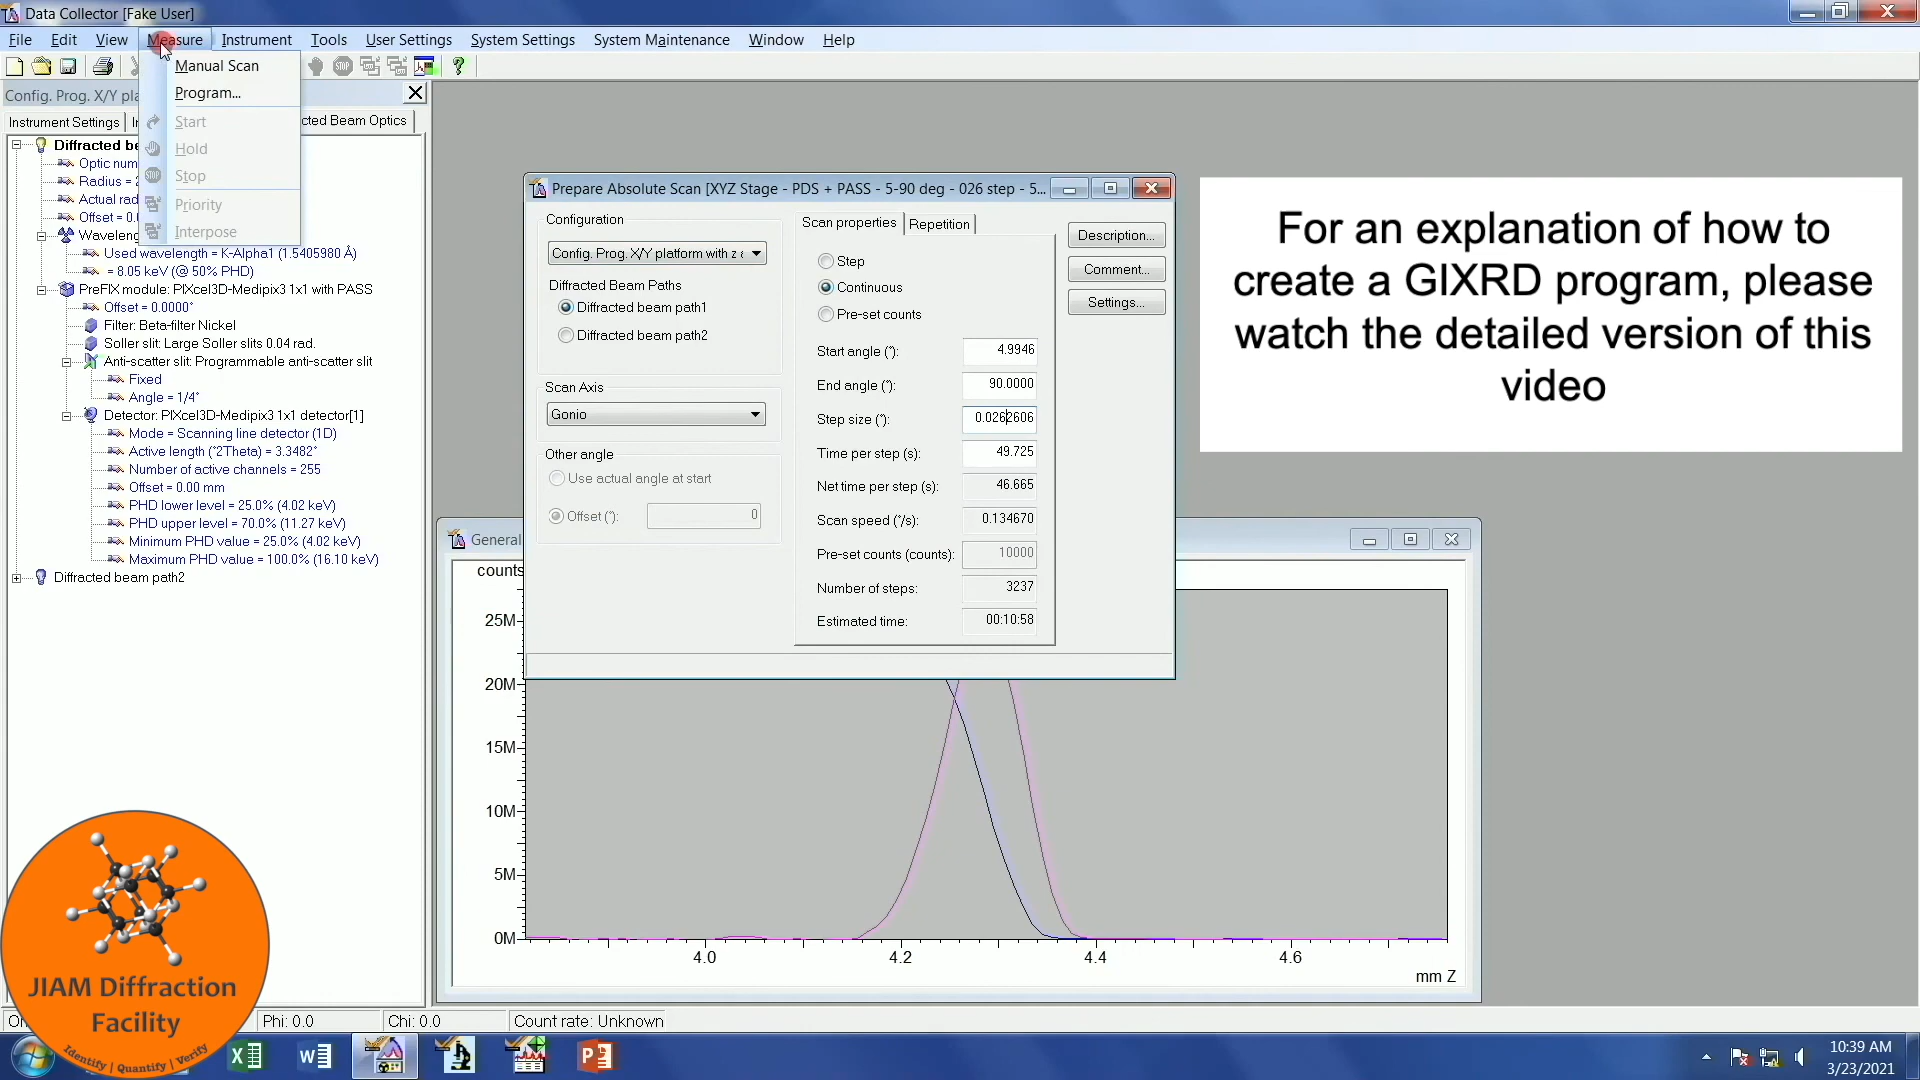 Data Collector [Fake User]
File Edit View Measure Instrument Tools User Settings System Settings System Maintenance Window Help
Config. Prog. X/Y pla
Manual Scan
Program...
Start
Hold
Stop
Priority
Interpose
Instrument Settings
cted Beam Optics
Diffracted be
Optic num
Radius = 2
Actual rad
Offset = 0.0
Waveleng
Used wavelength = K-Alpha1 (1.5405980 Å)
= 8.05 keV (@ 50% PHD)
PreFIX module: PIXcel3D-Medipix3 1x1 with PASS
Offset = 0.0000°
Filter: Beta-filter Nickel
Soller slit: Large Soller slits 0.04 rad.
Anti-scatter slit: Programmable anti-scatter slit
Fixed
Angle = 1/4°
Detector: PIXcel3D-Medipix3 1x1 detector[1]
Mode = Scanning line detector (1D)
Active length (°2Theta) = 3.3482°
Number of active channels = 255
Offset = 0.00 mm
PHD lower level = 25.0% (4.02 keV)
PHD upper level = 70.0% (11.27 keV)
Minimum PHD value = 25.0% (4.02 keV)
Maximum PHD value = 100.0% (16.10 keV)
Diffracted beam path2
Prepare Absolute Scan [XYZ Stage - PDS + PASS - 5-90 deg - 026 step - 5...
Configuration
Config. Prog. X/Y platform with z a
Diffracted Beam Paths
Diffracted beam path1
Diffracted beam path2
Scan Axis
Gonio
Other angle
Use actual angle at start
Offset (°): 0
Scan properties Repetition
Step
Continuous
Pre-set counts
Start angle (°): 4.9946
End angle (°): 90.0000
Step size (°): 0.0262606
Time per step (s): 49.725
Net time per step (s): 46.665
Scan speed (°/s): 0.134670
Pre-set counts (counts): 10000
Number of steps: 3237
Estimated time: 00:10:58
Description...
Comment...
Settings...
For an explanation of how to
create a GIXRD program, please
watch the detailed version of this
video
General
counts
25M
20M
15M
10M
5M
0M
4.0 4.2 4.4 4.6
mm Z
JIAM Diffraction
Facility
Identify | Quantify | Verify
Phi: 0.0 Chi: 0.0 Count rate: Unknown
10:39 AM
3/23/2021